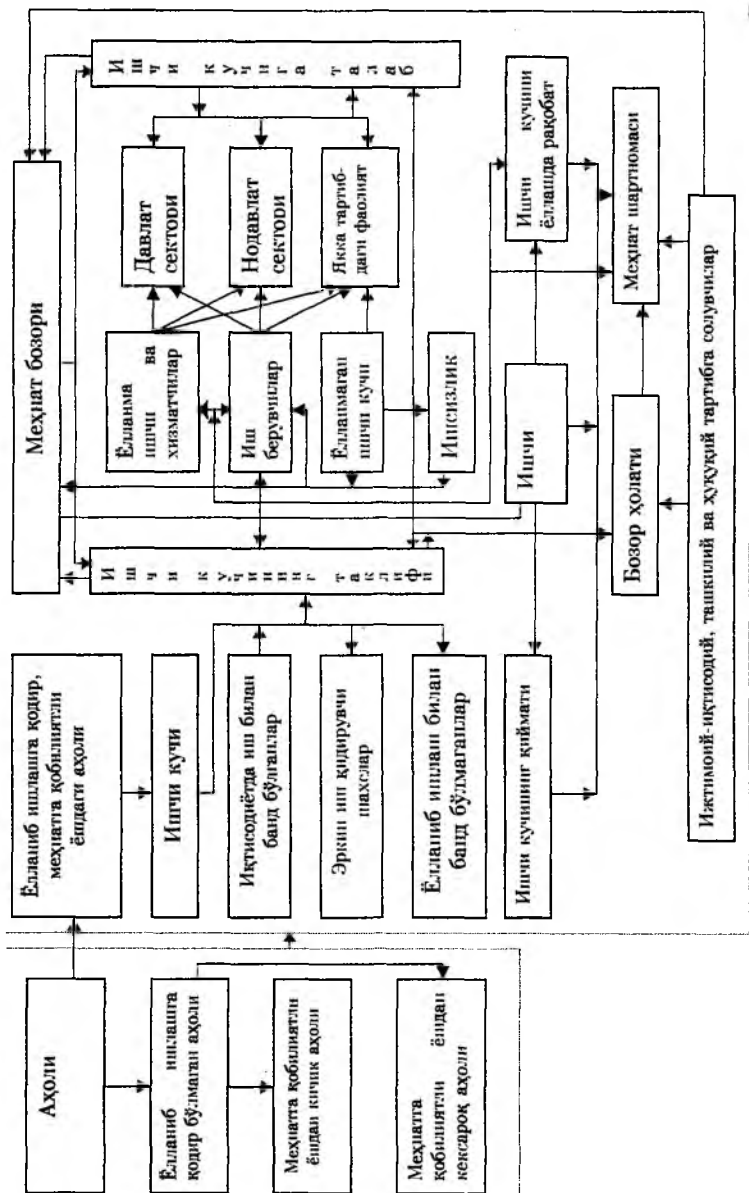 Меҳнат бозори
Аҳоли
Ёлланиб ишлашга
қодир бўлмаган аҳоли
Меҳнатга қобилиятли
ёшдан кичик аҳоли
Меҳнатга
қобилиятли ёшдан
кексароқ аҳоли
Ёлланиб ишлашга қодир,
меҳнатга қобилиятли
ёшдаги аҳоли
Ишчи кучи
Иқтисодиётда иш билан
банд бўлганлар
Эркин иш қидирувчи
шахслар
Ёлланиб ишлаш билан
банд бўлмаганлар
Ишчи кучининг қиймати
Ишчи кучининг таклифи
Ёлланма
ишчи ва
хизматчилар
Иш
берувчилар
Ёлланмаган
ишчи кучи
Ишсизлик
Ишчи
Бозор ҳолати
Давлат
сектори
Нодавлат
сектори
Якка тартиб-
даги фаолият
Ишчи кучига талаб
Ишчи кучини
ёллашда рақобат
Меҳнат шартномаси
Ижтимоий-иқтисодий, ташкилий ва ҳуқуқий тартибга солувчилар